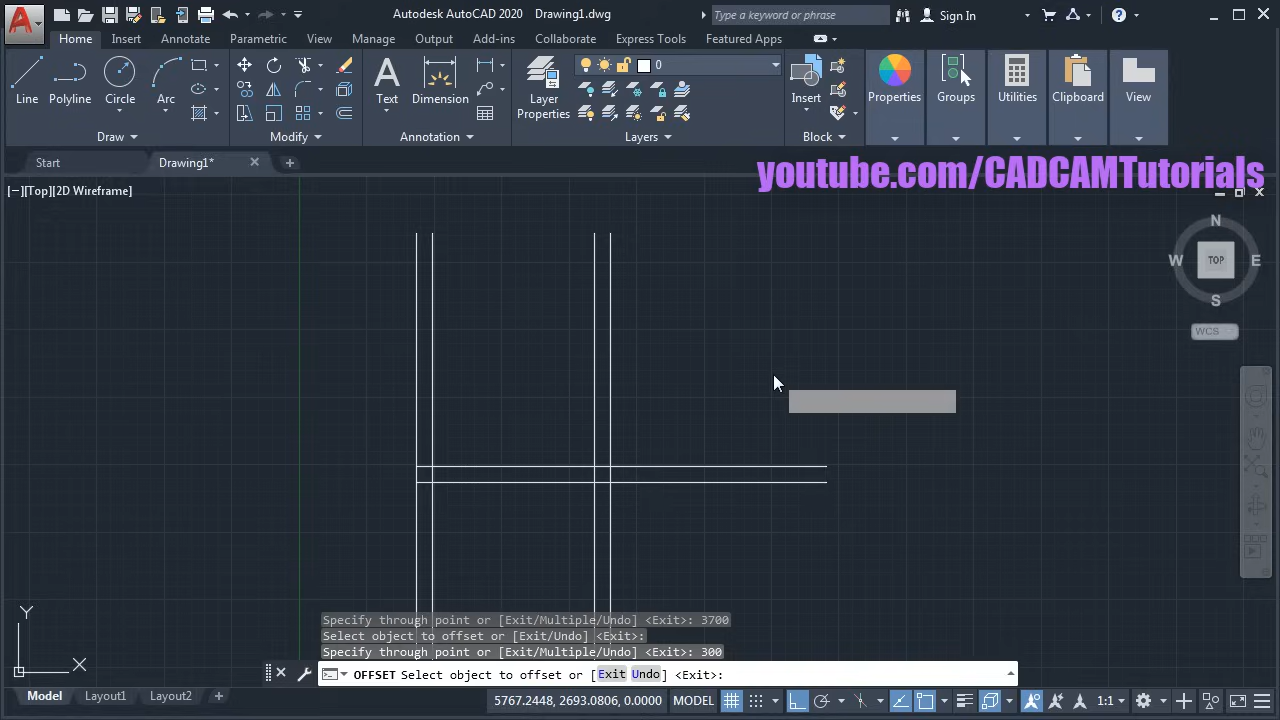 Autodesk AutoCAD 2020 Drawing1.dwg
Type a keyword or phrase
Sign In
Home Insert Annotate Parametric View Manage Output Add-ins Collaborate Express Tools Featured Apps
0
Line Polyline Circle Arc Text Dimension Layer Properties Insert Properties Groups Utilities Clipboard View
Draw Modify Annotation Layers Block
Start Drawing1*
youtube.com/CADCAMTutorials
[−][Top][2D Wireframe]
N
W TOP E
S
WCS
Y
X
Specify through point or [Exit/Multiple/Undo] <Exit>: 3700
Select object to offset or [Exit/Undo] <Exit>:
Specify through point or [Exit/Multiple/Undo] <Exit>: 300
OFFSET Select object to offset or [Exit Undo] <Exit>:
Model Layout1 Layout2
5767.2448, 2693.0806, 0.0000 MODEL 1:1